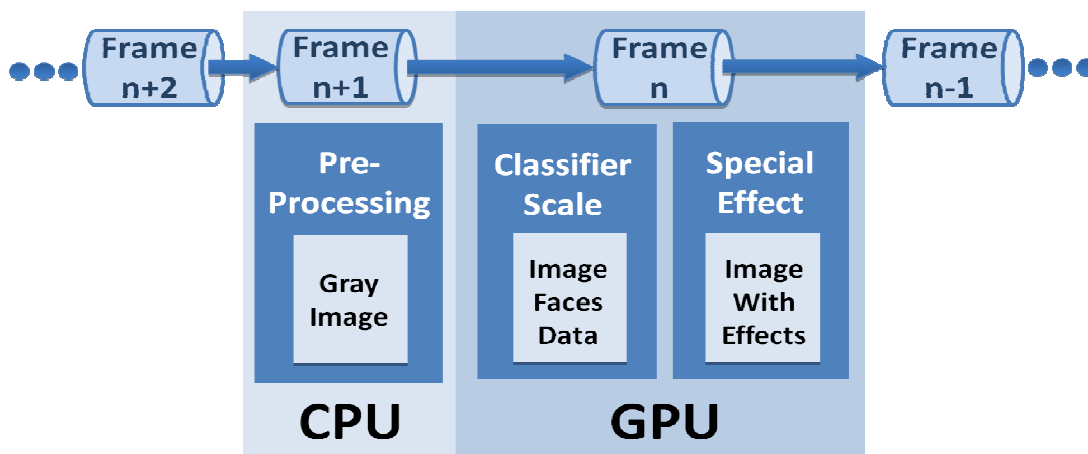 Frame
n+2
Frame
n+1
Frame
n
Frame
n-1
Pre-
Processing
Gray
Image
Classifier
Scale
Image
Faces
Data
Special
Effect
Image
With
Effects
CPU
GPU